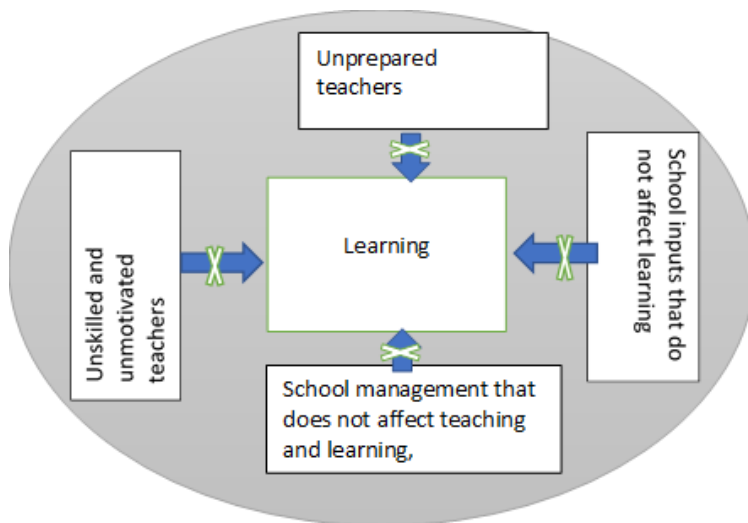 Unprepared
teachers
Unskilled and
unmotivated
teachers
Learning
School inputs that do
not affect learning
School management that
does not affect teaching
and learning,